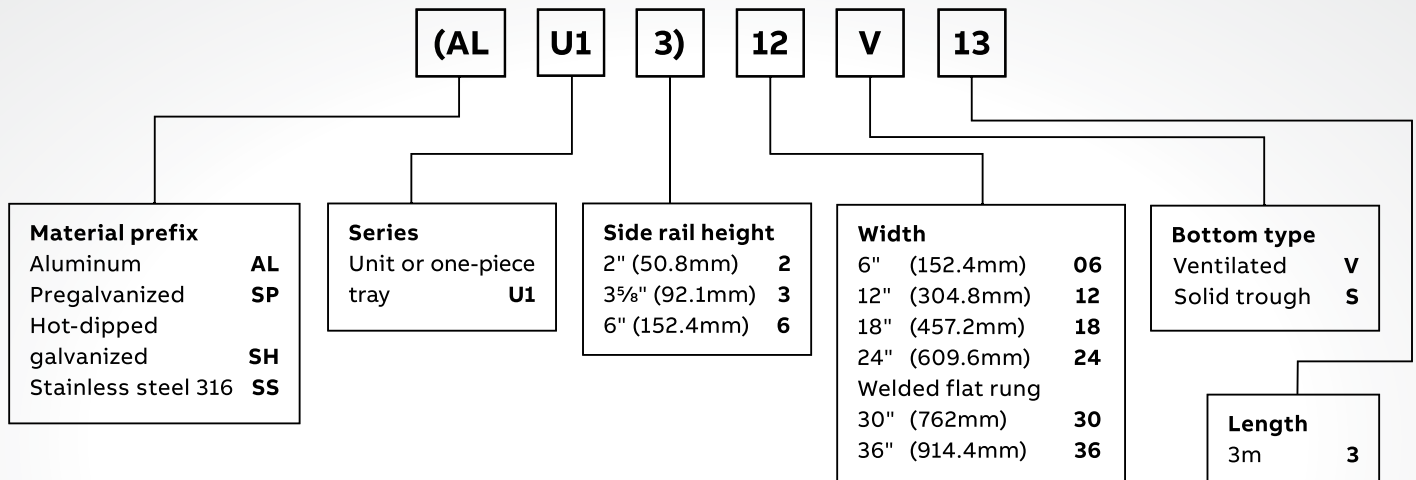 (AL U1 3) 12 V 13
Material prefix
Aluminum AL
Pregalvanized SP
Hot-dipped
galvanized SH
Stainless steel 316 SS
Series
Unit or one-piece
tray U1
Side rail height
2" (50.8mm) 2
3⅝" (92.1mm) 3
6" (152.4mm) 6
Width
6" (152.4mm) 06
12" (304.8mm) 12
18" (457.2mm) 18
24" (609.6mm) 24
Welded flat rung
30" (762mm) 30
36" (914.4mm) 36
Bottom type
Ventilated V
Solid trough S
Length
3m 3